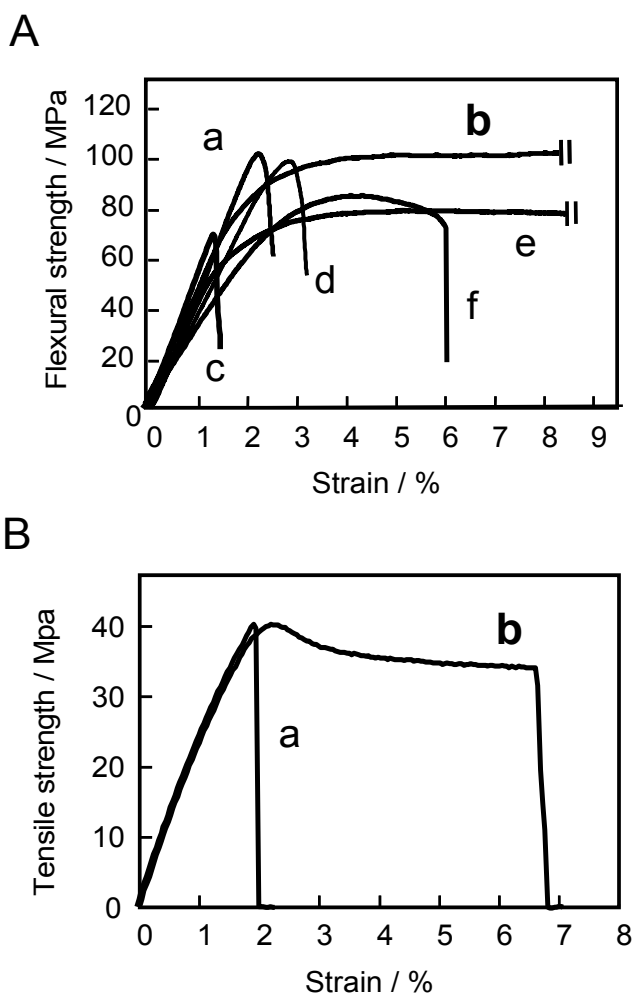 A
Flexural strength / MPa
120
100
80
60
40
20
0
a
b
c
d
e
f
0 1 2 3 4 5 6 7 8 9
Strain / %
B
Tensile strength / Mpa
40
30
20
10
0
a
b
0 1 2 3 4 5 6 7 8
Strain / %